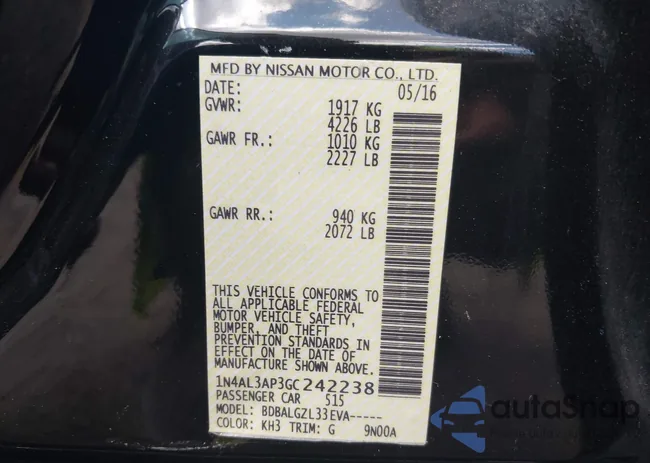 MFD BY NISSAN MOTOR CO., LTD.
DATE: 05/16
GVWR: 1917 KG
4226 LB
GAWR FR.: 1010 KG
2227 LB
GAWR RR.: 940 KG
2072 LB
THIS VEHICLE CONFORMS TO
ALL APPLICABLE FEDERAL
MOTOR VEHICLE SAFETY,
BUMPER, AND THEFT
PREVENTION STANDARDS IN
EFFECT ON THE DATE OF
MANUFACTURE SHOWN ABOVE.
1N4AL3AP3GC242238
PASSENGER CAR 515
MODEL: BDBALGZL33EVA-----
COLOR: KH3 TRIM: G 9N00A
autoSnap